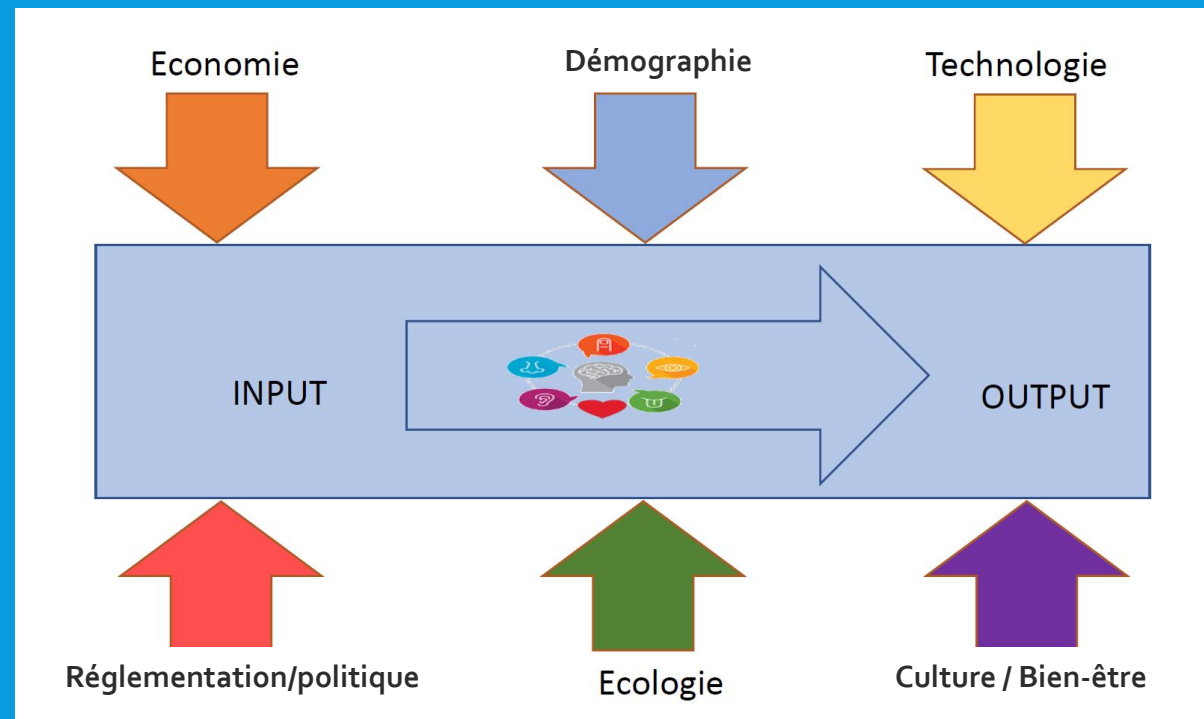 Economie
Démographie
Technologie
INPUT
OUTPUT
Réglementation/politique
Ecologie
Culture / Bien-être